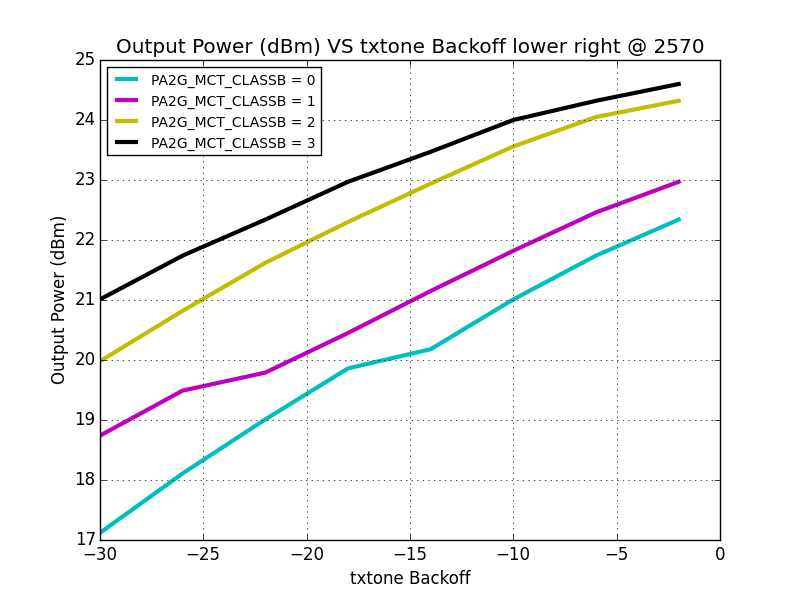 Output Power (dBm) VS txtone Backoff lower right @ 2570
PA2G_MCT_CLASSB = 0
PA2G_MCT_CLASSB = 1
PA2G_MCT_CLASSB = 2
PA2G_MCT_CLASSB = 3
Output Power (dBm)
25
24
23
22
21
20
19
18
17
−30 −25 −20 −15 −10 −5 0
txtone Backoff